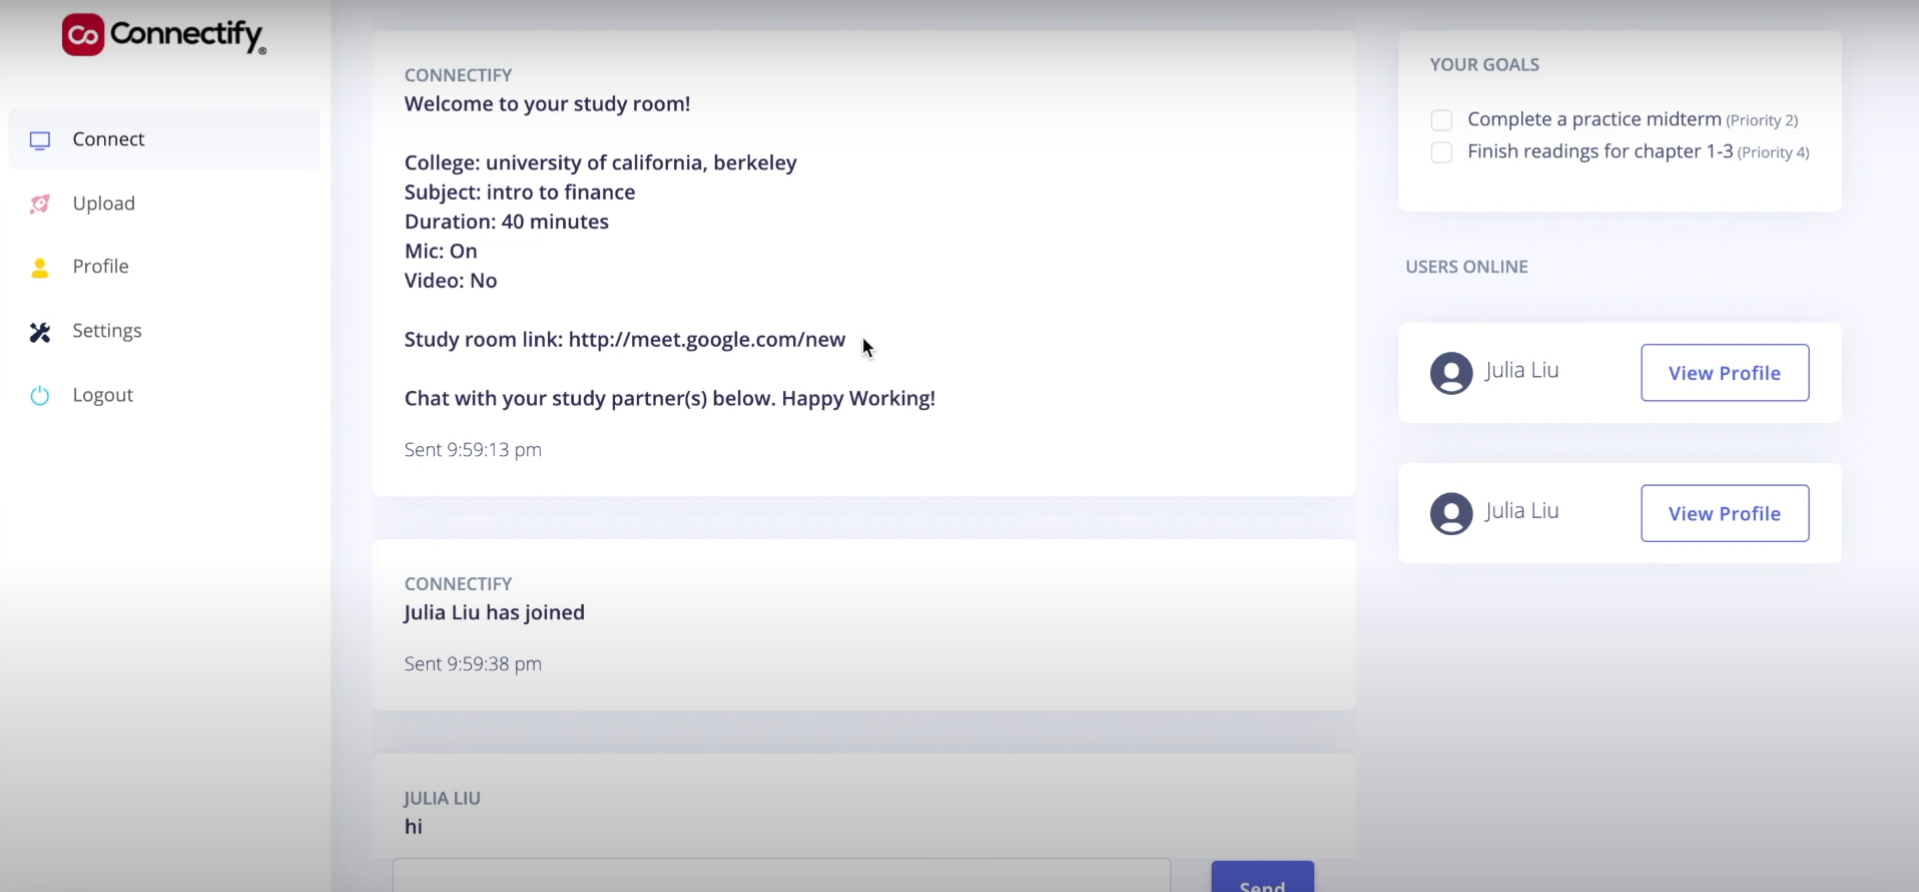 Connectify®
Connect
Upload
Profile
Settings
Logout
CONNECTIFY
Welcome to your study room!
College: university of california, berkeley
Subject: intro to finance
Duration: 40 minutes
Mic: On
Video: No
Study room link: http://meet.google.com/new
Chat with your study partner(s) below. Happy Working!
Sent 9:59:13 pm
CONNECTIFY
Julia Liu has joined
Sent 9:59:38 pm
JULIA LIU
hi
Send
YOUR GOALS
Complete a practice midterm (Priority 2)
Finish readings for chapter 1-3 (Priority 4)
USERS ONLINE
Julia Liu
View Profile
Julia Liu
View Profile